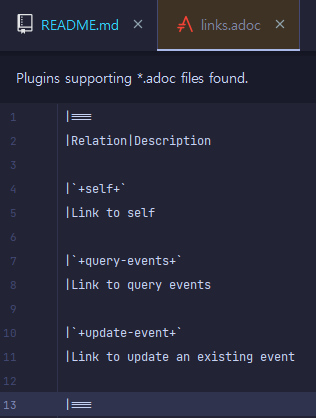 README.md
links.adoc
Plugins supporting *.adoc files found.
1 |===
2 |Relation|Description
3
4 |`+self+`
5 |Link to self
6
7 |`+query-events+`
8 |Link to query events
9
10 |`+update-event+`
11 |Link to update an existing event
12
13 |===